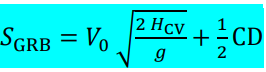 S_GRB = V_0 √(2 H_CV / g) + 1/2 CD